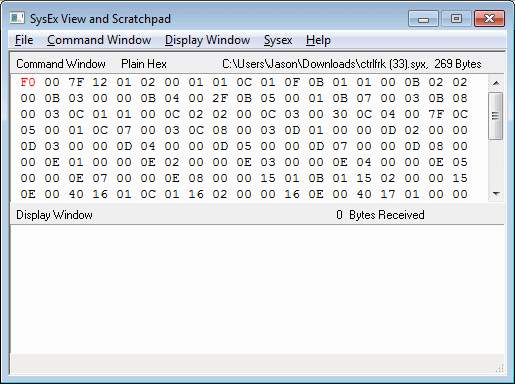 SysEx View and Scratchpad
File Command Window Display Window Sysex Help
Command Window Plain Hex C:\Users\Jason\Downloads\ctrlfrk (33).syx, 269 Bytes
F0 00 7F 12 01 02 00 01 01 0C 01 0F 0B 01 01 00 0B 02 02
00 0B 03 00 00 0B 04 00 2F 0B 05 00 01 0B 07 00 03 0B 08
00 03 0C 01 01 00 0C 02 02 00 0C 03 00 30 0C 04 00 7F 0C
05 00 01 0C 07 00 03 0C 08 00 03 0D 01 00 00 0D 02 00 00
0D 03 00 00 0D 04 00 00 0D 05 00 00 0D 07 00 00 0D 08 00
00 0E 01 00 00 0E 02 00 00 0E 03 00 00 0E 04 00 00 0E 05
00 00 0E 07 00 00 0E 08 00 00 15 01 0B 01 15 02 00 00 15
0E 00 40 16 01 0C 01 16 02 00 00 16 0E 00 40 17 01 00 00
Display Window 0 Bytes Received